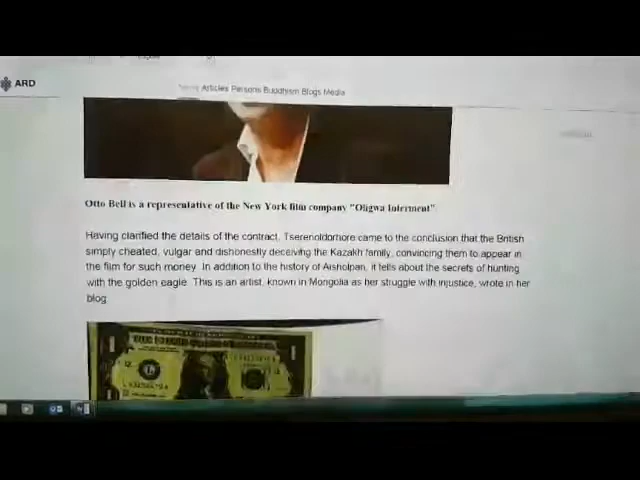 ARD
Articles Persons Buddhism Blogs Media
Otto Bell is a representative of the New York film company "Oligwa Interment".
Having clarified the details of the contract, Tserenoldorhore came to the conclusion that the British
simply cheated, vulgar and dishonestly deceiving the Kazakh family, convincing them to appear in
the film for such money. In addition to the history of Aisholpan, it tells about the secrets of hunting
with the golden eagle. This is an artist, known in Mongolia as her struggle with injustice, wrote in her
blog.